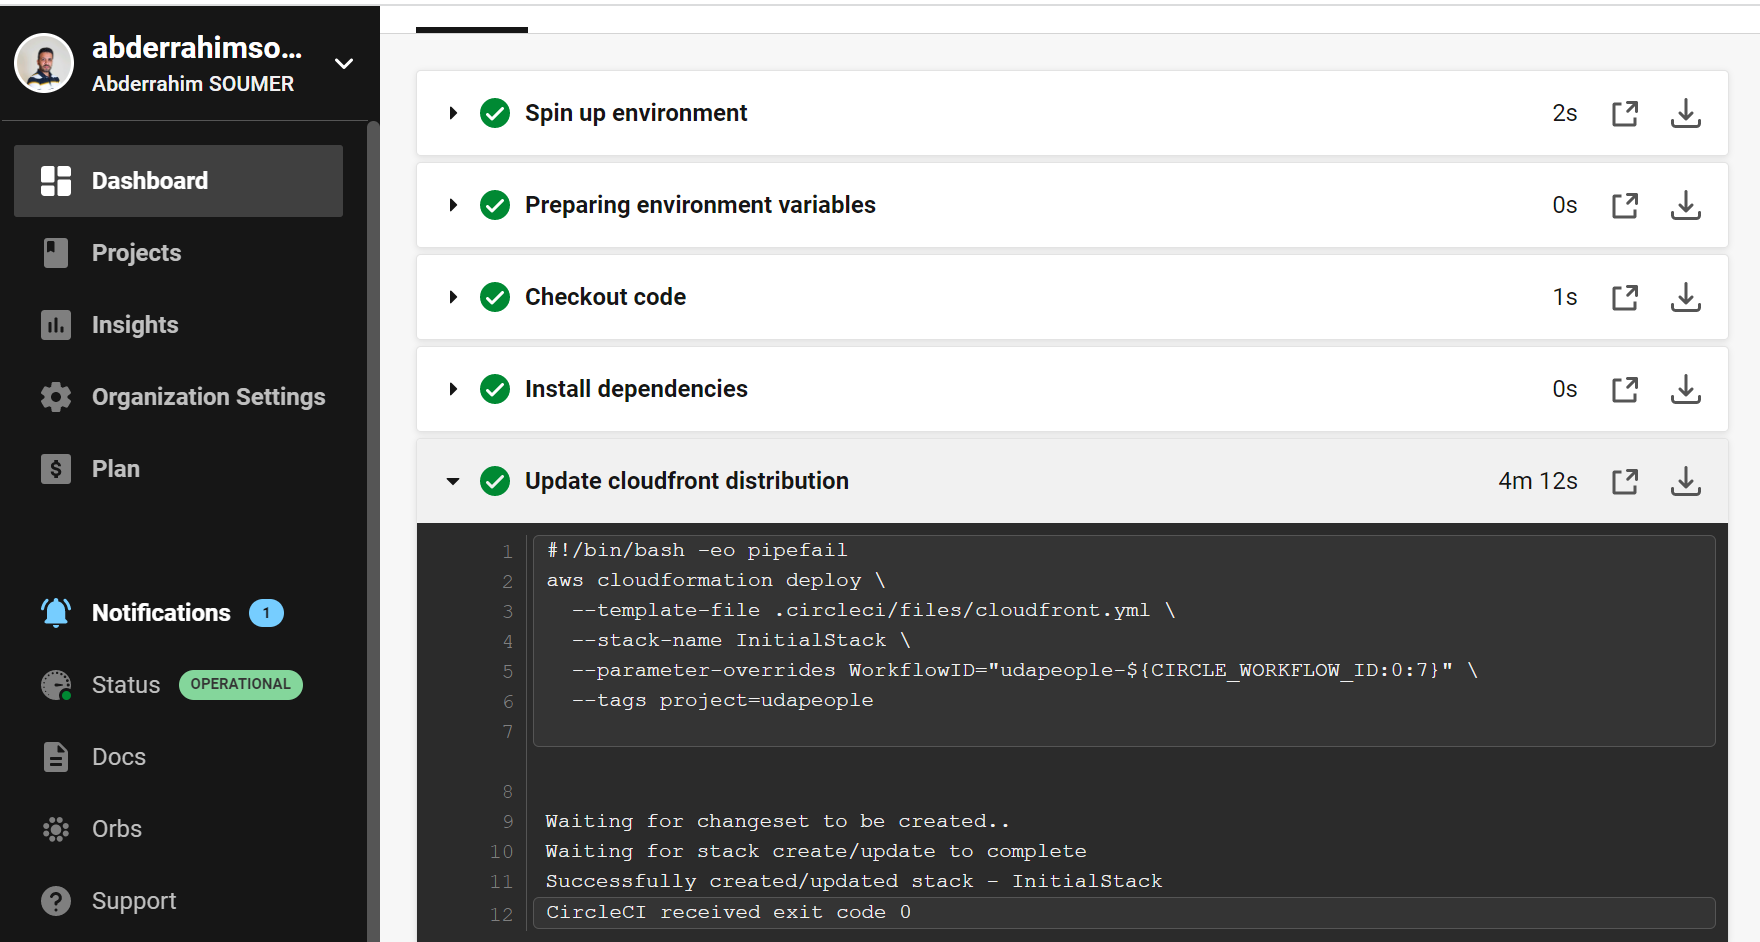 abderrahimso...
Abderrahim SOUMER
Dashboard
Projects
Insights
Organization Settings
Plan
Notifications 1
Status OPERATIONAL
Docs
Orbs
Support
Spin up environment 2s
Preparing environment variables 0s
Checkout code 1s
Install dependencies 0s
Update cloudfront distribution 4m 12s
1 #!/bin/bash -eo pipefail
2 aws cloudformation deploy \
3 --template-file .circleci/files/cloudfront.yml \
4 --stack-name InitialStack \
5 --parameter-overrides WorkflowID="udapeople-${CIRCLE_WORKFLOW_ID:0:7}" \
6 --tags project=udapeople
7
8
9 Waiting for changeset to be created..
10 Waiting for stack create/update to complete
11 Successfully created/updated stack - InitialStack
12 CircleCI received exit code 0